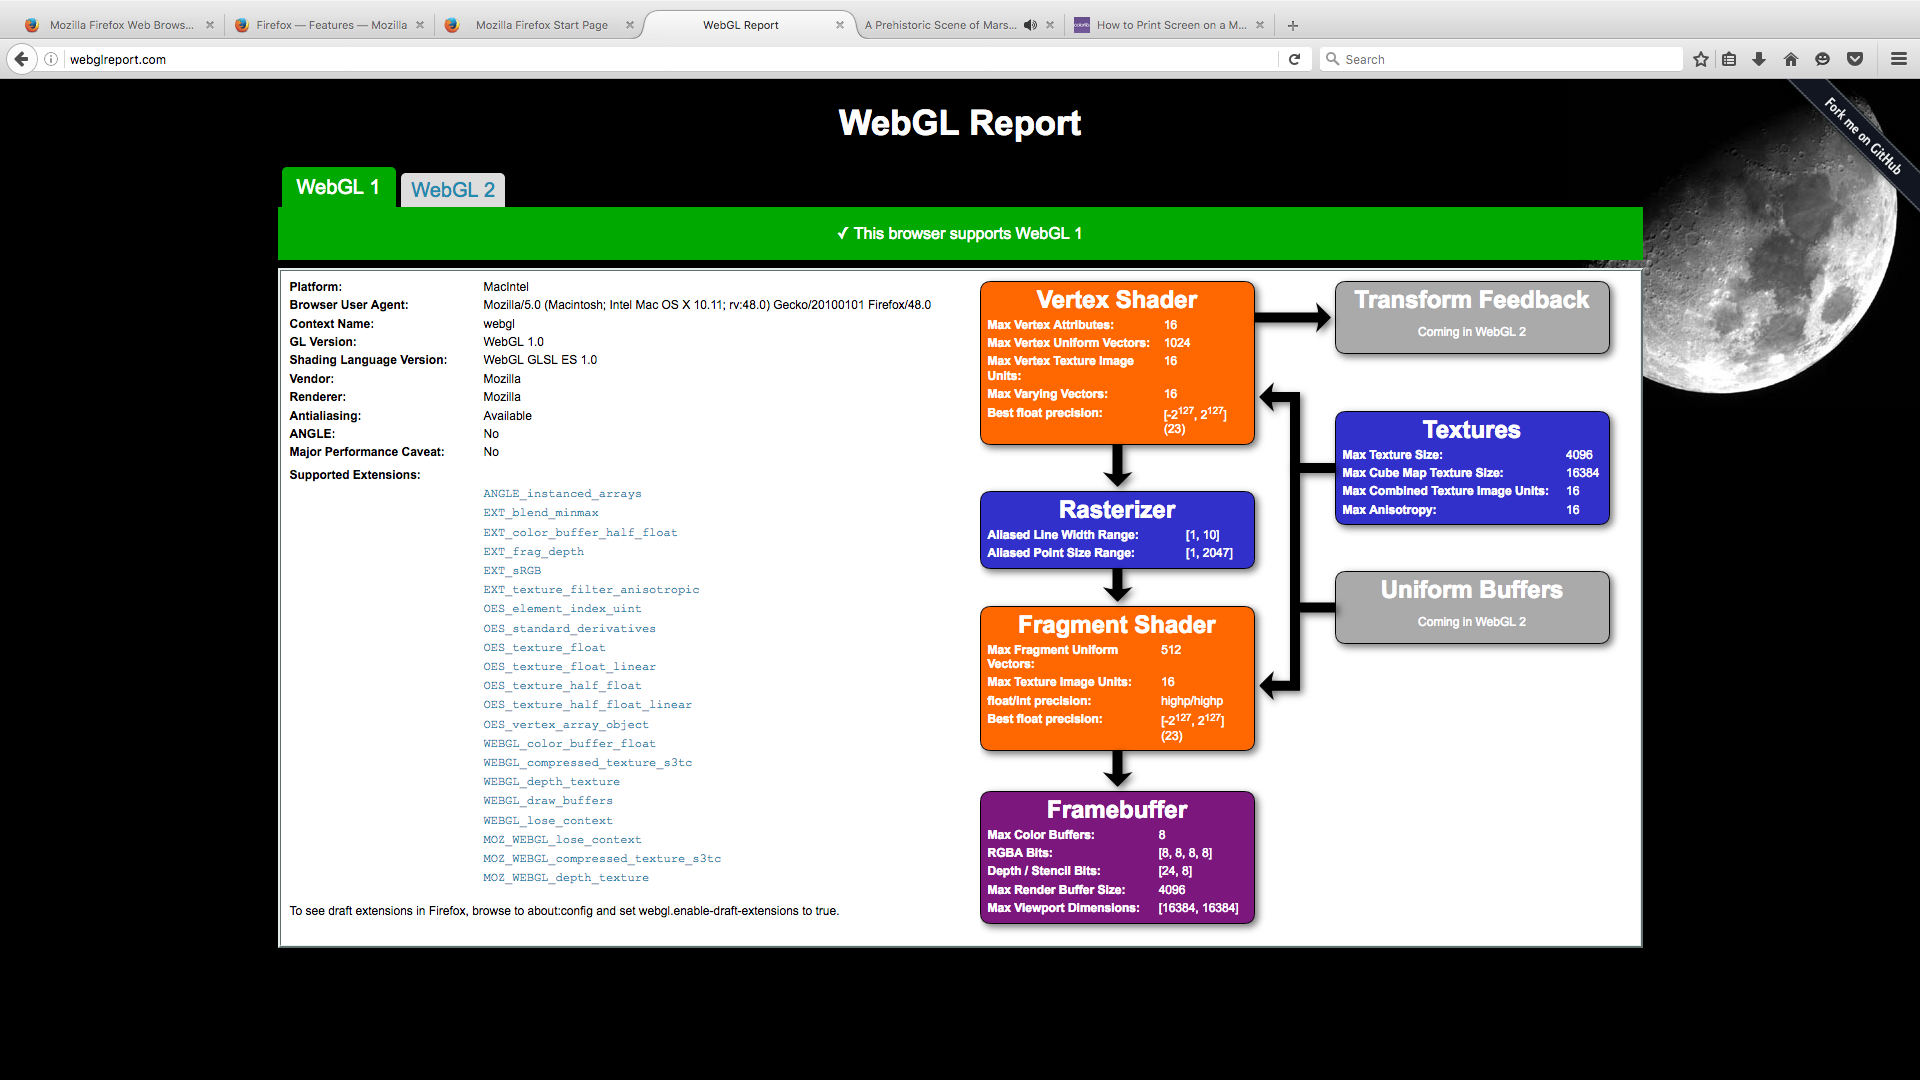 Mozilla Firefox Web Brows...
Firefox — Features — Mozilla
Mozilla Firefox Start Page
WebGL Report
A Prehistoric Scene of Mars...
How to Print Screen on a M...
webglreport.com
Search
Fork me on GitHub
WebGL Report
WebGL 1
WebGL 2
✓ This browser supports WebGL 1
Platform: MacIntel
Browser User Agent: Mozilla/5.0 (Macintosh; Intel Mac OS X 10.11; rv:48.0) Gecko/20100101 Firefox/48.0
Context Name: webgl
GL Version: WebGL 1.0
Shading Language Version: WebGL GLSL ES 1.0
Vendor: Mozilla
Renderer: Mozilla
Antialiasing: Available
ANGLE: No
Major Performance Caveat: No
Supported Extensions:
ANGLE_instanced_arrays
EXT_blend_minmax
EXT_color_buffer_half_float
EXT_frag_depth
EXT_sRGB
EXT_texture_filter_anisotropic
OES_element_index_uint
OES_standard_derivatives
OES_texture_float
OES_texture_float_linear
OES_texture_half_float
OES_texture_half_float_linear
OES_vertex_array_object
WEBGL_color_buffer_float
WEBGL_compressed_texture_s3tc
WEBGL_depth_texture
WEBGL_draw_buffers
WEBGL_lose_context
MOZ_WEBGL_lose_context
MOZ_WEBGL_compressed_texture_s3tc
MOZ_WEBGL_depth_texture
To see draft extensions in Firefox, browse to about:config and set webgl.enable-draft-extensions to true.
Vertex Shader
Max Vertex Attributes: 16
Max Vertex Uniform Vectors: 1024
Max Vertex Texture Image 16
Units:
Max Varying Vectors: 16
Best float precision: [-2¹²⁷, 2¹²⁷]
(23)
Rasterizer
Aliased Line Width Range: [1, 10]
Aliased Point Size Range: [1, 2047]
Fragment Shader
Max Fragment Uniform 512
Vectors:
Max Texture Image Units: 16
float/int precision: highp/highp
Best float precision: [-2¹²⁷, 2¹²⁷]
(23)
Framebuffer
Max Color Buffers: 8
RGBA Bits: [8, 8, 8, 8]
Depth / Stencil Bits: [24, 8]
Max Render Buffer Size: 4096
Max Viewport Dimensions: [16384, 16384]
Transform Feedback
Coming in WebGL 2
Textures
Max Texture Size: 4096
Max Cube Map Texture Size: 16384
Max Combined Texture Image Units: 16
Max Anisotropy: 16
Uniform Buffers
Coming in WebGL 2